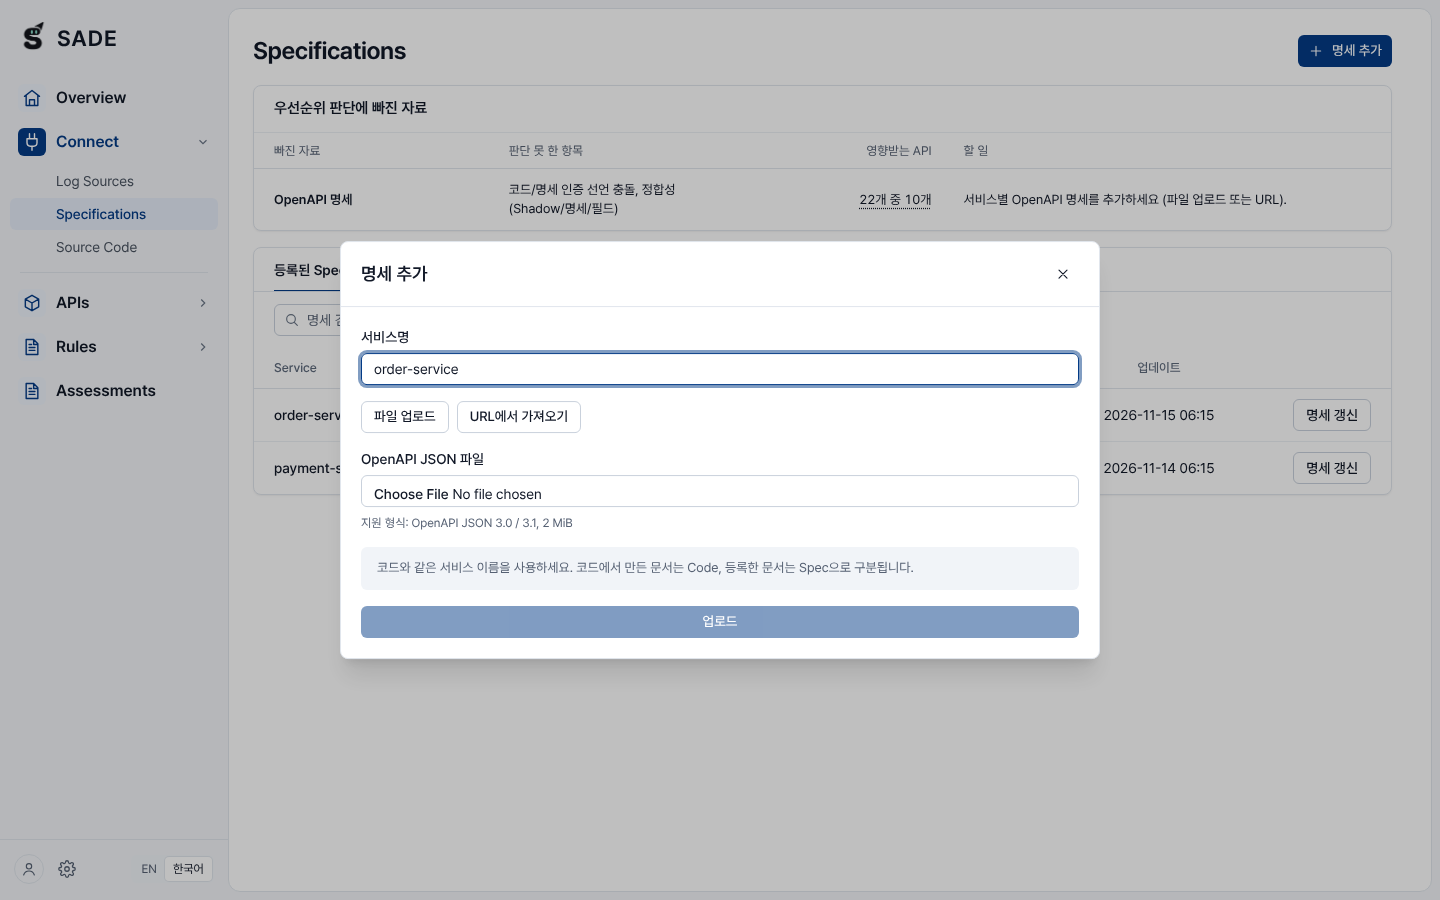 SADE
Overview
Connect
Log Sources
Specifications
Source Code
APIs
Rules
Assessments
EN
한국어
Specifications
명세 추가
우선순위 판단에 빠진 자료
빠진 자료
판단 못 한 항목
영향받는 API
할 일
OpenAPI 명세
코드/명세 인증 선언 충돌, 정합성
(Shadow/명세/필드)
22개 중 10개
서비스별 OpenAPI 명세를 추가하세요 (파일 업로드 또는 URL).
등록된 Spe
명세
Service
업데이트
order-serv
2026-11-15 06:15
명세 갱신
payment-s
2026-11-14 06:15
명세 갱신
명세 추가
서비스명
order-service
파일 업로드
URL에서 가져오기
OpenAPI JSON 파일
Choose File No file chosen
지원 형식: OpenAPI JSON 3.0 / 3.1, 2 MiB
코드와 같은 서비스 이름을 사용하세요. 코드에서 만든 문서는 Code, 등록한 문서는 Spec으로 구분됩니다.
업로드